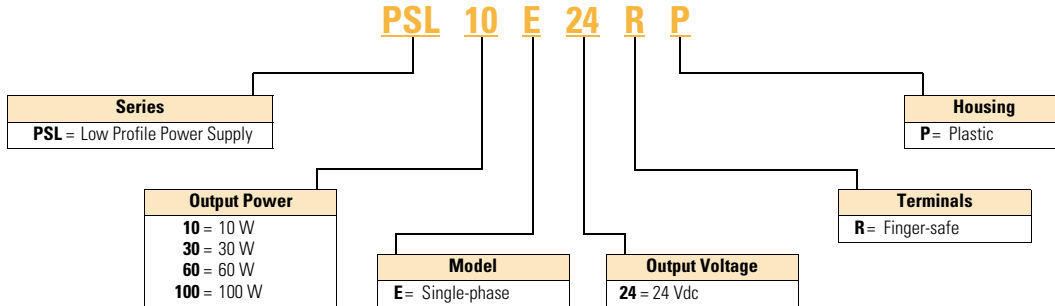 PSL 10 E 24 R P
Series
PSL = Low Profile Power Supply
Housing
P = Plastic
Output Power
10 = 10 W
30 = 30 W
60 = 60 W
100 = 100 W
Terminals
R = Finger-safe
Model
E = Single-phase
Output Voltage
24 = 24 Vdc